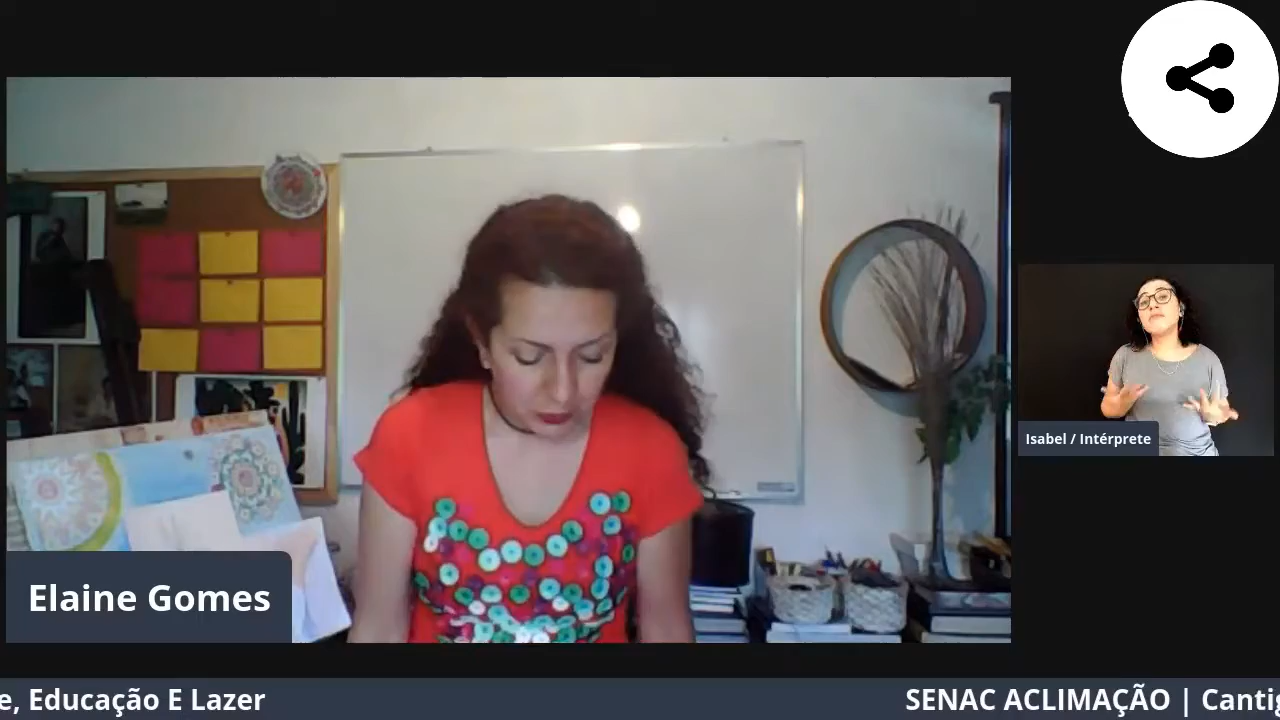 Isabel / Intérprete
Elaine Gomes
e, Educação E Lazer
SENAC ACLIMAÇÃO | Cantig